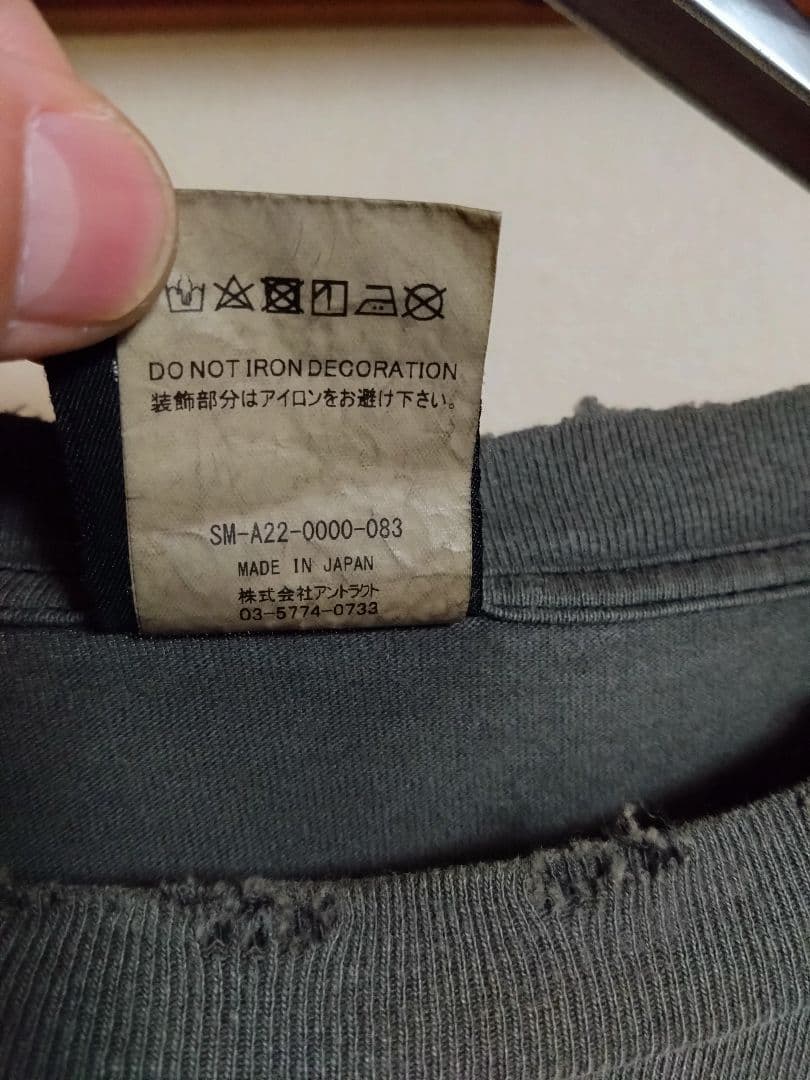 DO NOT IRON DECORATION
装飾部分はアイロンをお避け下さい。
SM-A22-0000-083
MADE IN JAPAN
株式会社アントラクト
03-5774-0733